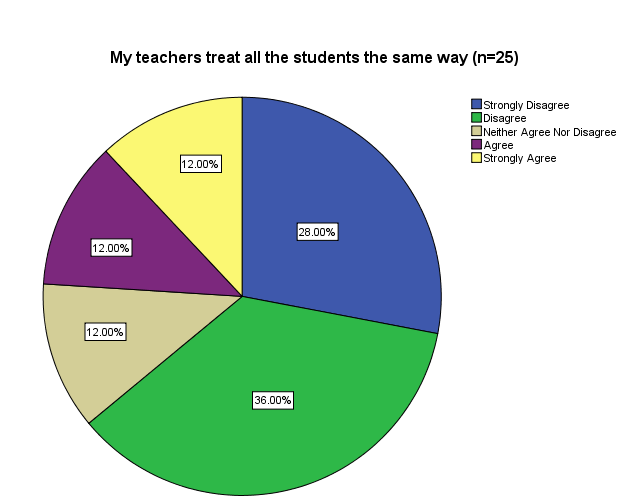 My teachers treat all the students the same way (n=25)
Strongly Disagree
Disagree
Neither Agree Nor Disagree
Agree
Strongly Agree
12.00%
28.00%
12.00%
12.00%
36.00%